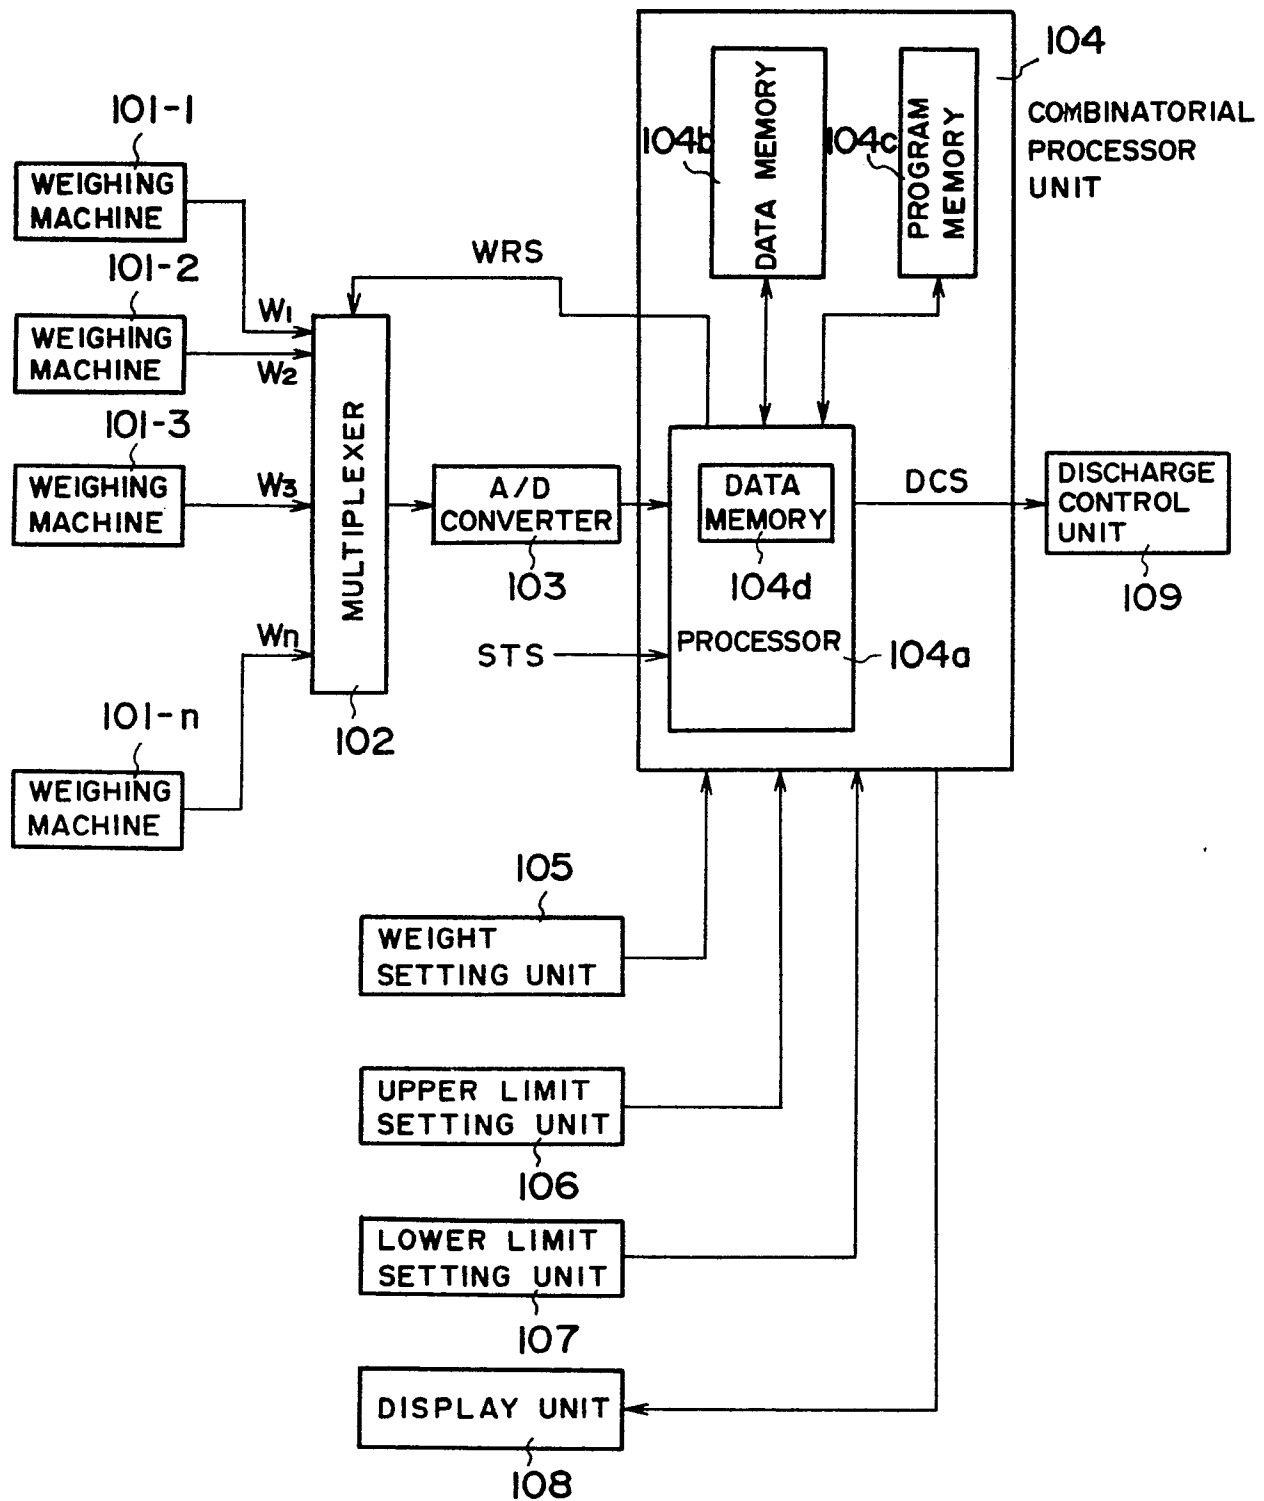 104
COMBINATORIAL
PROCESSOR
UNIT
104b
DATA MEMORY
104c
PROGRAM
MEMORY
101-1
WEIGHING
MACHINE
101-2
WEIGHING
MACHINE
101-3
WEIGHING
MACHINE
101-n
WEIGHING
MACHINE
W1
W2
W3
Wn
WRS
MULTIPLEXER
102
A/D
CONVERTER
103
DATA
MEMORY
104d
PROCESSOR
104a
STS
DCS
DISCHARGE
CONTROL
UNIT
109
105
WEIGHT
SETTING UNIT
UPPER LIMIT
SETTING UNIT
106
LOWER LIMIT
SETTING UNIT
107
DISPLAY UNIT
108